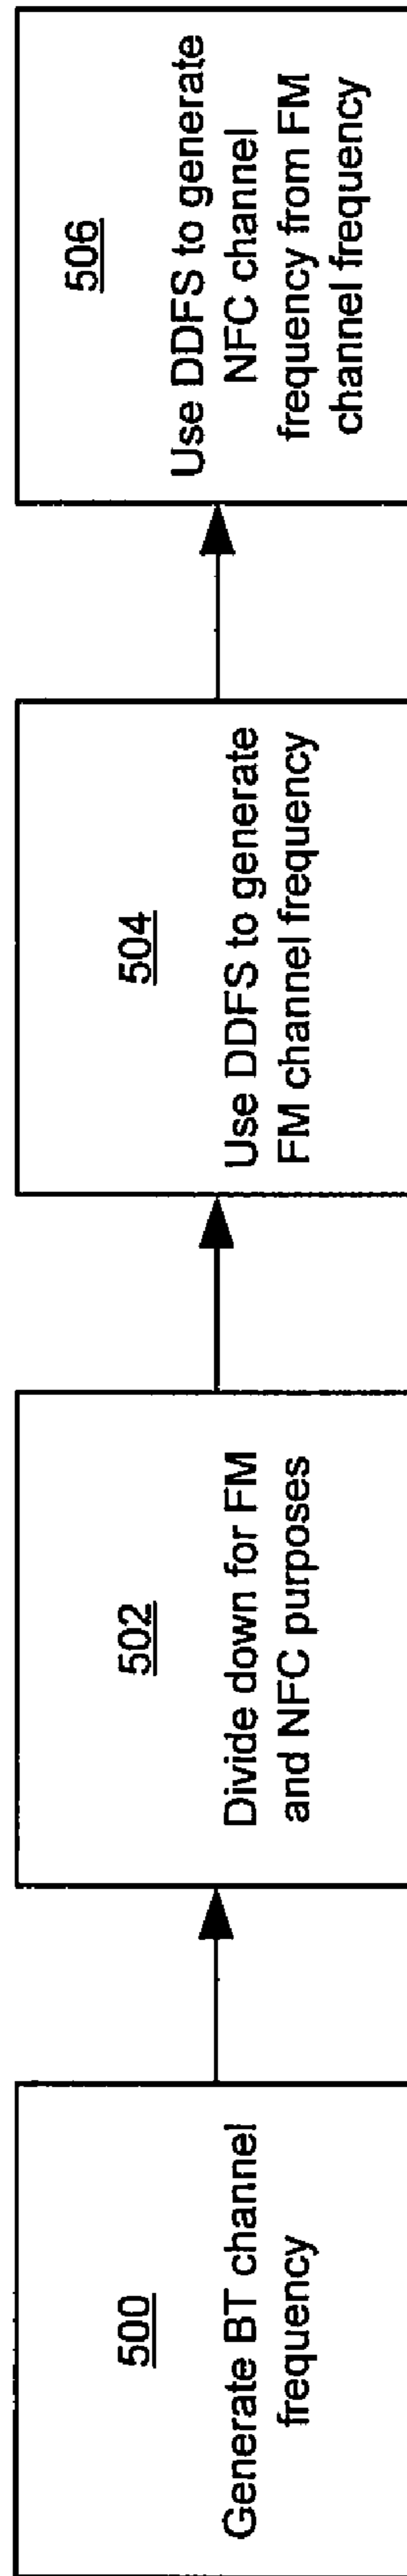 500
Generate BT channel
frequency
502
Divide down for FM
and NFC purposes
504
Use DDFS to generate
FM channel frequency
506
Use DDFS to generate
NFC channel
frequency from FM
channel frequency